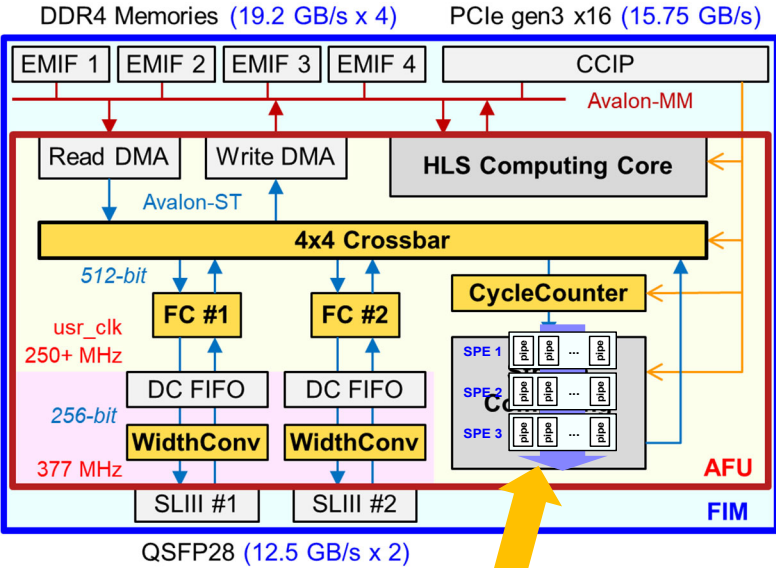 DDR4 Memories (19.2 GB/s x 4)
PCIe gen3 x16 (15.75 GB/s)
EMIF 1
EMIF 2
EMIF 3
EMIF 4
CCIP
Avalon-MM
Read DMA
Write DMA
HLS Computing Core
Avalon-ST
4x4 Crossbar
512-bit
CycleCounter
FC #1
FC #2
usr_clk
250+ MHz
SPE 1
pipe
pipe
...
pipe
DC FIFO
DC FIFO
SPE 2
pipe
pipe
...
pipe
256-bit
WidthConv
WidthConv
SPE 3
pipe
pipe
...
pipe
377 MHz
AFU
SLIII #1
SLIII #2
FIM
QSFP28 (12.5 GB/s x 2)